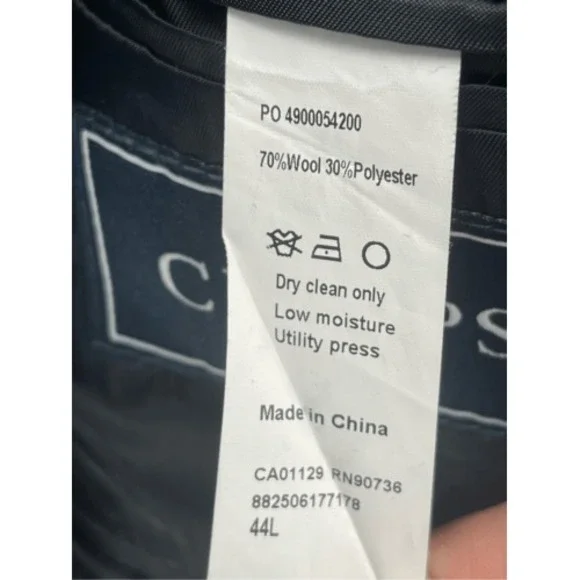 PO 4900054200
70%Wool 30%Polyester
Dry clean only
Low moisture
Utility press
Made in China
CA01129 RN90736
882506177178
44L